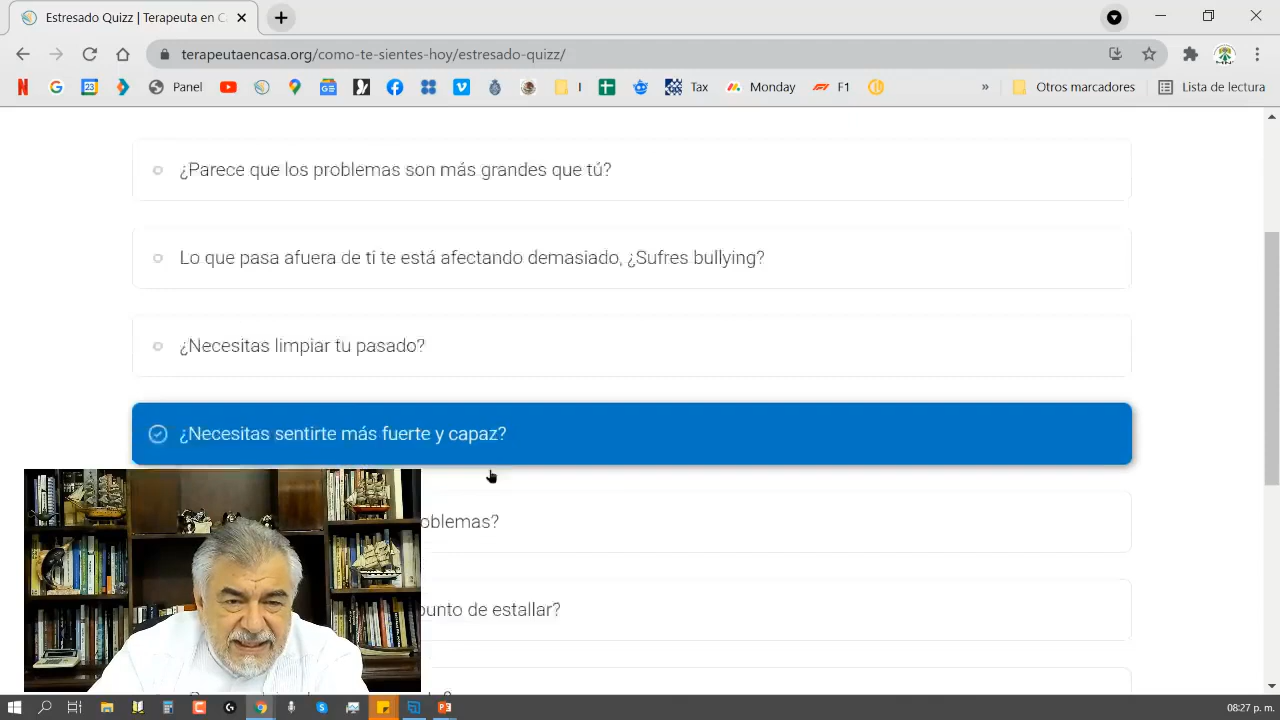 Estresado Quizz | Terapeuta en C
terapeutaencasa.org/como-te-sientes-hoy/estresado-quizz/
23
Panel
I
Tax
Monday
F1
»
Otros marcadores
Lista de lectura
¿Parece que los problemas son más grandes que tú?
Lo que pasa afuera de ti te está afectando demasiado, ¿Sufres bullying?
¿Necesitas limpiar tu pasado?
¿Necesitas sentirte más fuerte y capaz?
oblemas?
punto de estallar?
08:27 p. m.